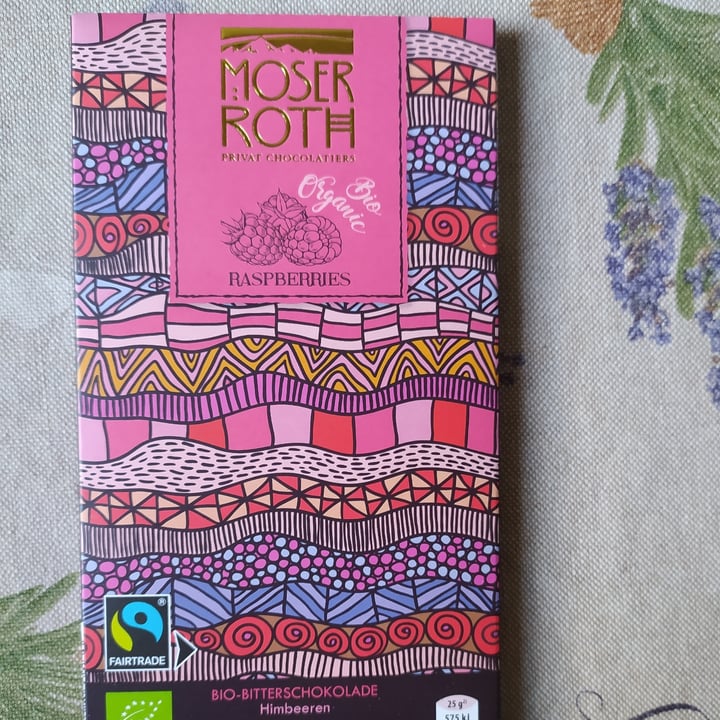 MOSER
ROTH
PRIVAT CHOCOLATIERS
Bio
Organic
RASPBERRIES
®
FAIRTRADE
BIO-BITTERSCHOKOLADE
Himbeeren
25 g
575 kJ